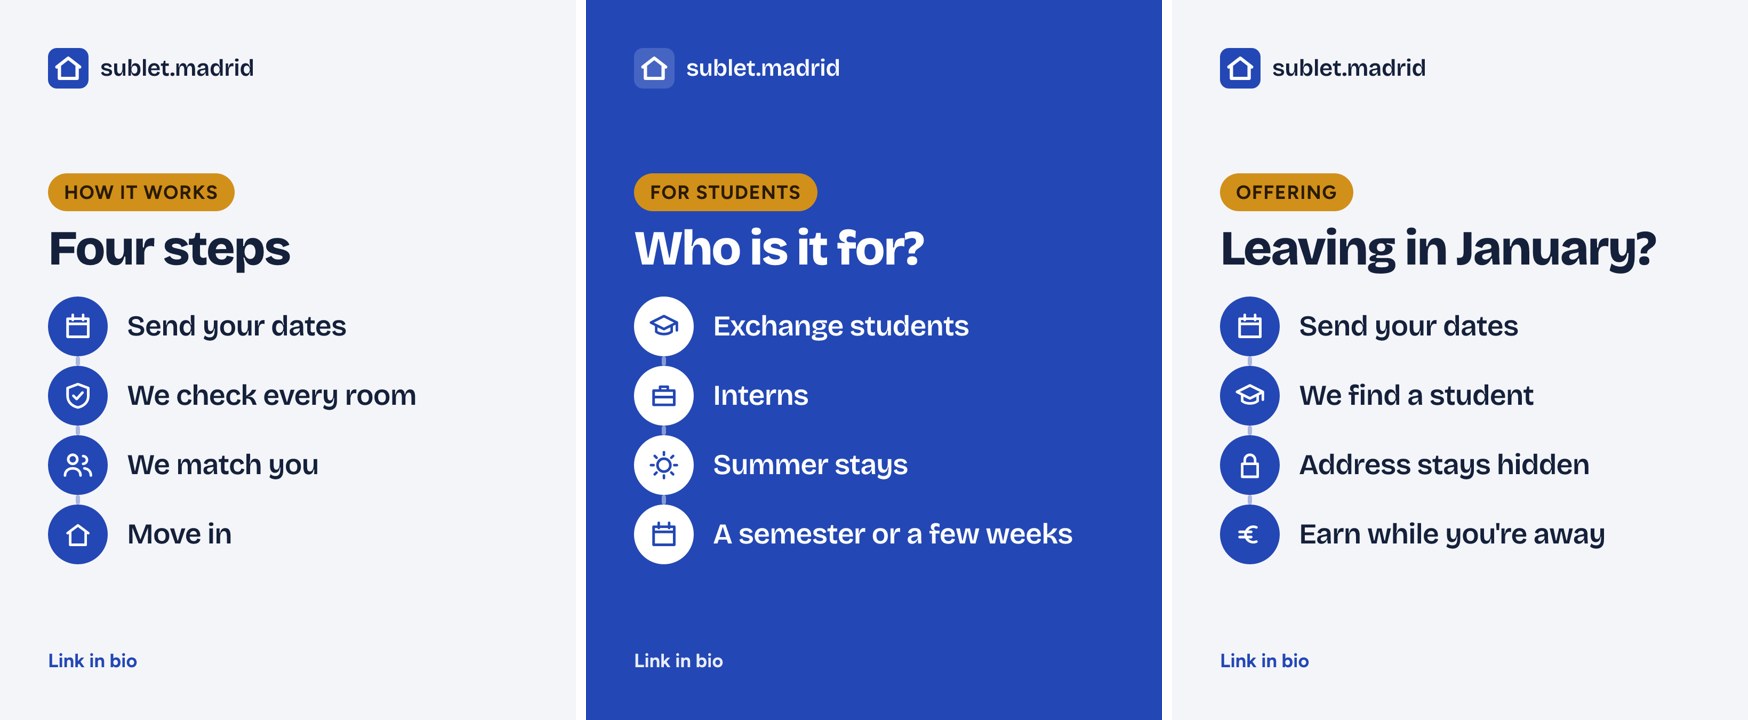 sublet.madrid
HOW IT WORKS
Four steps
Send your dates
We check every room
We match you
Move in
Link in bio
sublet.madrid
FOR STUDENTS
Who is it for?
Exchange students
Interns
Summer stays
A semester or a few weeks
Link in bio
sublet.madrid
OFFERING
Leaving in January?
Send your dates
We find a student
Address stays hidden
Earn while you're away
Link in bio